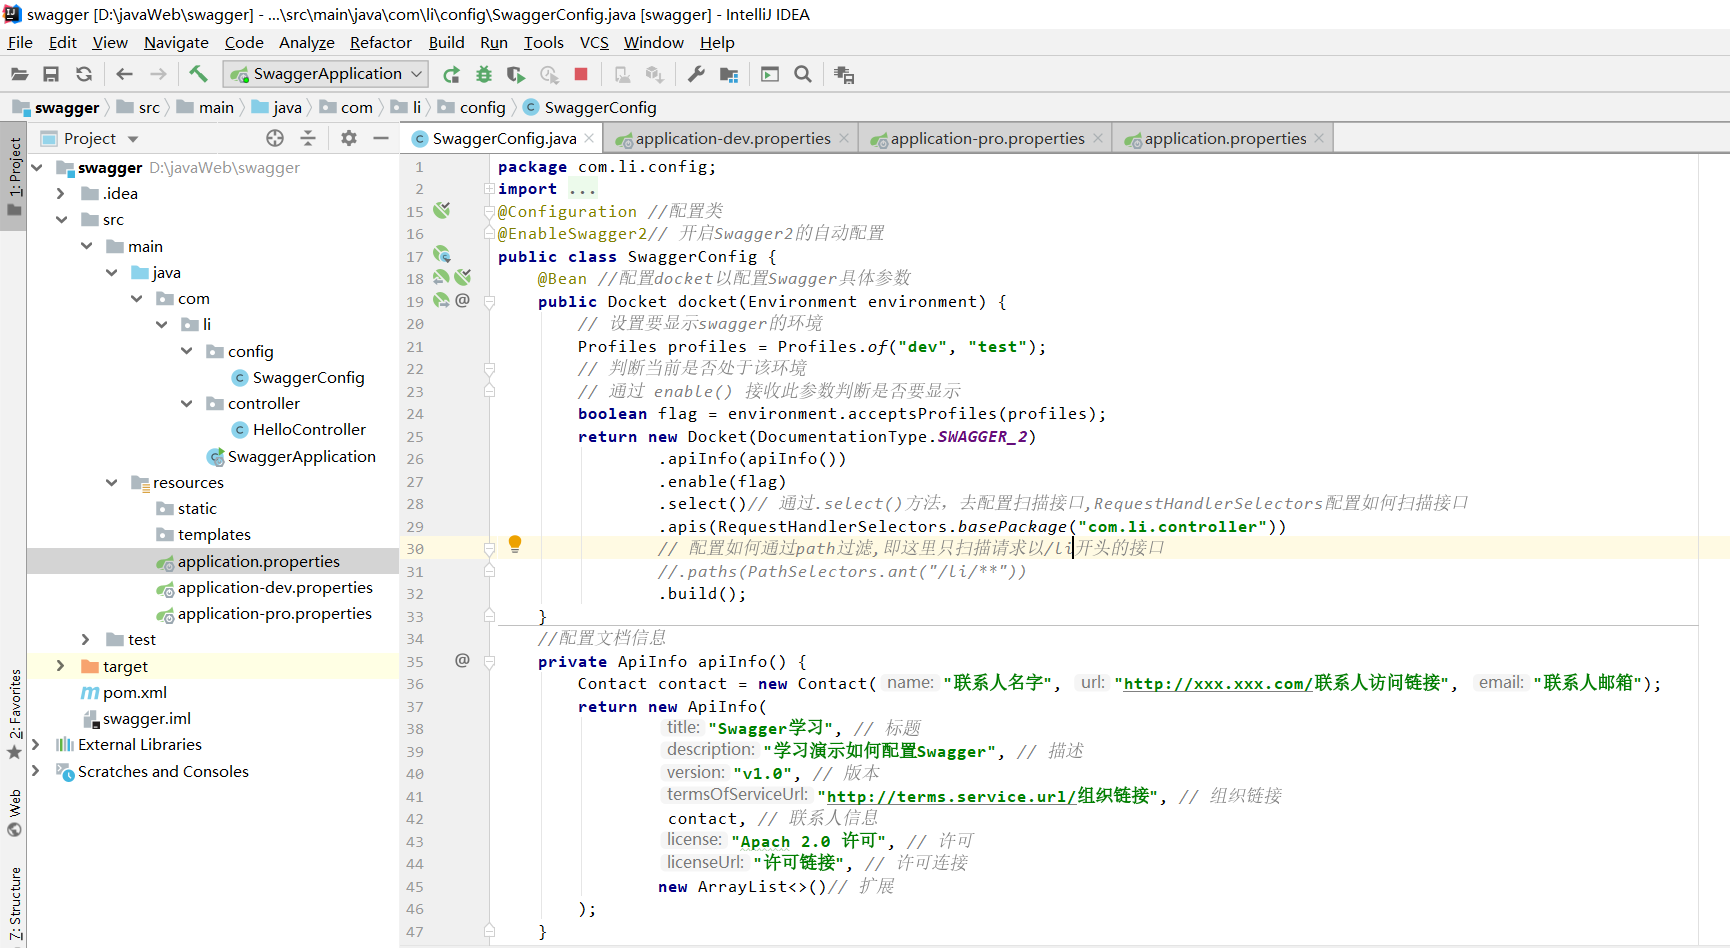 swagger [D:\javaWeb\swagger] - ...\src\main\java\com\li\config\SwaggerConfig.java [swagger] - IntelliJ IDEA
File Edit View Navigate Code Analyze Refactor Build Run Tools VCS Window Help
SwaggerApplication
swagger src main java com li config SwaggerConfig
Project
SwaggerConfig.java application-dev.properties application-pro.properties application.properties
1: Project
2: Favorites
Web
7: Structure
swagger D:\javaWeb\swagger
.idea
src
main
java
com
li
config
SwaggerConfig
controller
HelloController
SwaggerApplication
resources
static
templates
application.properties
application-dev.properties
application-pro.properties
test
target
pom.xml
swagger.iml
External Libraries
Scratches and Consoles
1 package com.li.config;
2 import ...
15 @Configuration //配置类
16 @EnableSwagger2// 开启Swagger2的自动配置
17 public class SwaggerConfig {
18 @Bean //配置docket以配置Swagger具体参数
19 public Docket docket(Environment environment) {
20 // 设置要显示swagger的环境
21 Profiles profiles = Profiles.of("dev", "test");
22 // 判断当前是否处于该环境
23 // 通过 enable() 接收此参数判断是否要显示
24 boolean flag = environment.acceptsProfiles(profiles);
25 return new Docket(DocumentationType.SWAGGER_2)
26 .apiInfo(apiInfo())
27 .enable(flag)
28 .select()// 通过.select()方法，去配置扫描接口,RequestHandlerSelectors配置如何扫描接口
29 .apis(RequestHandlerSelectors.basePackage("com.li.controller"))
30 // 配置如何通过path过滤,即这里只扫描请求以/li开头的接口
31 //.paths(PathSelectors.ant("/li/**"))
32 .build();
33 }
34 //配置文档信息
35 private ApiInfo apiInfo() {
36 Contact contact = new Contact( name: "联系人名字", url: "http://xxx.xxx.com/联系人访问链接", email: "联系人邮箱");
37 return new ApiInfo(
38 title: "Swagger学习", // 标题
39 description: "学习演示如何配置Swagger", // 描述
40 version: "v1.0", // 版本
41 termsOfServiceUrl: "http://terms.service.url/组织链接", // 组织链接
42 contact, // 联系人信息
43 license: "Apach 2.0 许可", // 许可
44 licenseUrl: "许可链接", // 许可连接
45 new ArrayList<>()// 扩展
46 );
47 }